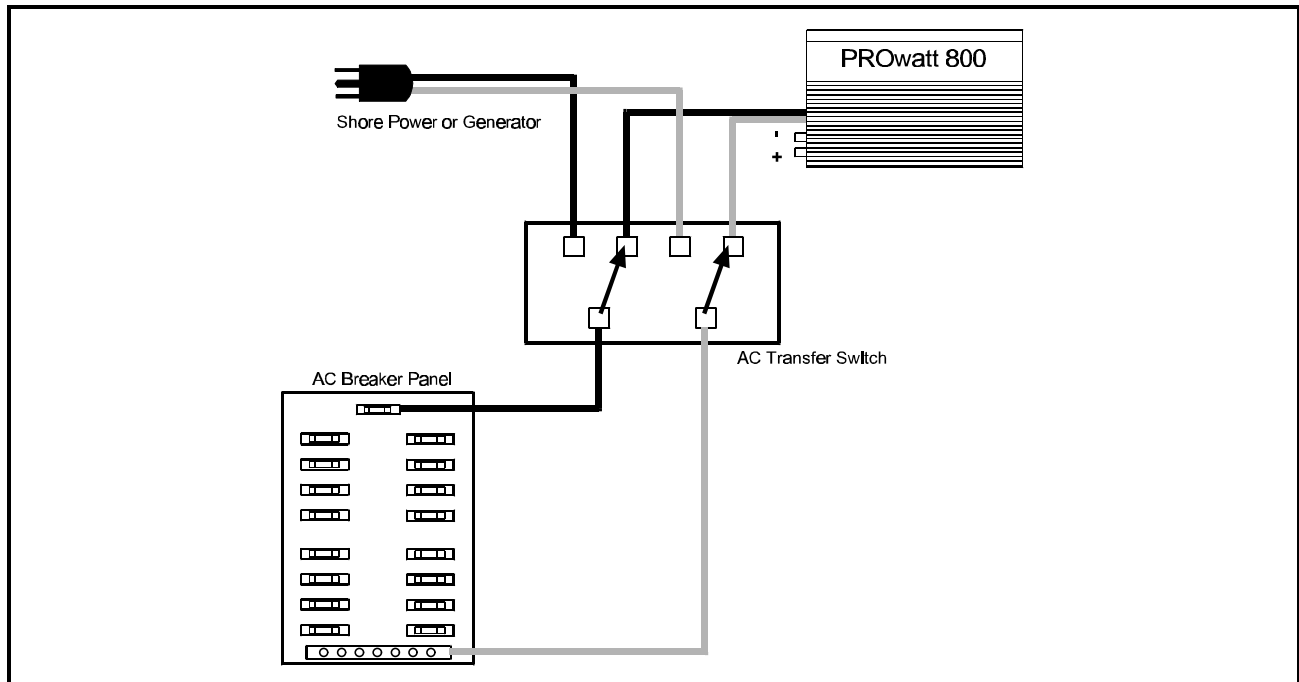 PROwatt 800
Shore Power or Generator
-
+
AC Transfer Switch
AC Breaker Panel